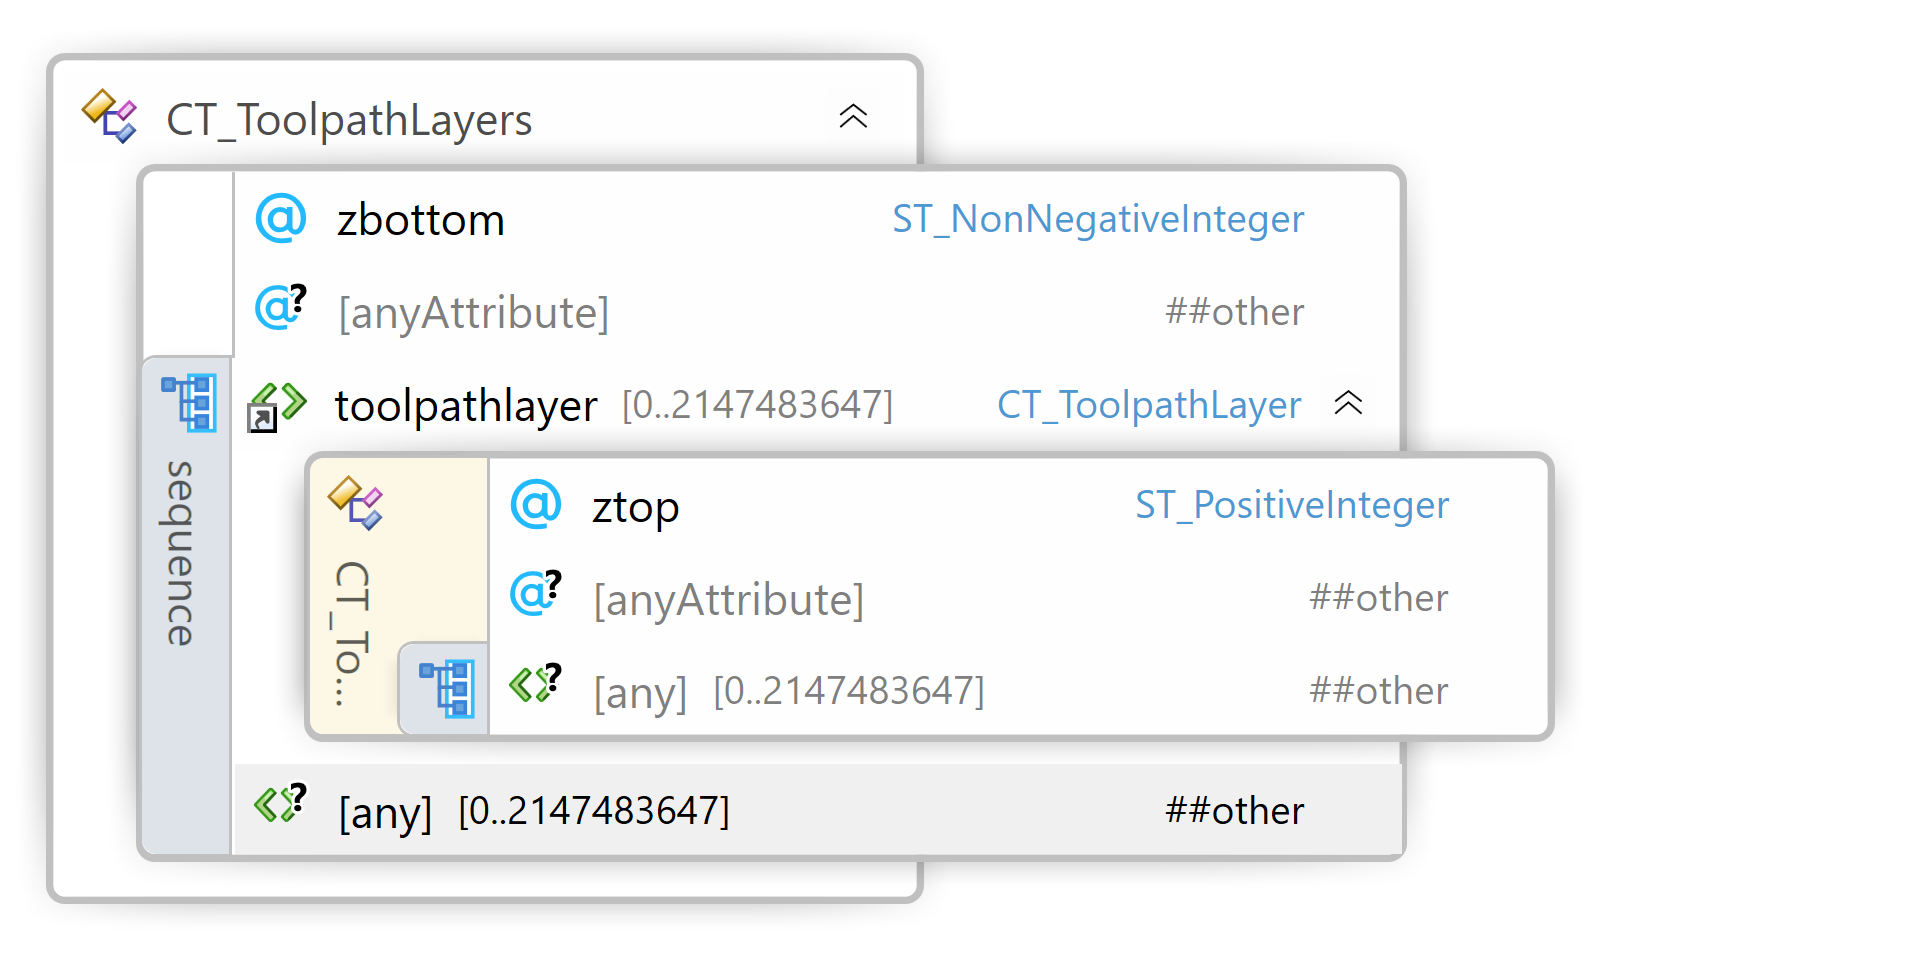 CT_ToolpathLayers
@ zbottom ST_NonNegativeInteger
@? [anyAttribute] ##other
toolpathlayer [0..2147483647] CT_ToolpathLayer
sequence
@ ztop ST_PositiveInteger
CT_To...
@? [anyAttribute] ##other
? [any] [0..2147483647] ##other
? [any] [0..2147483647] ##other